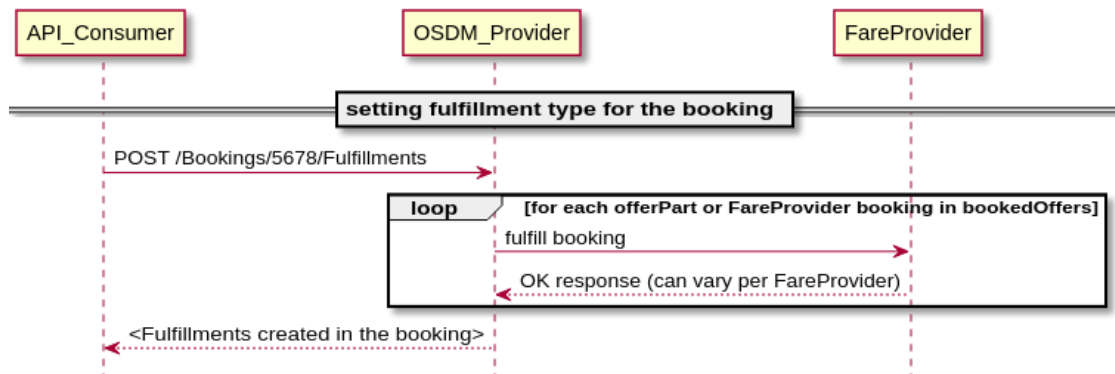 API_Consumer OSDM_Provider FareProvider
setting fulfillment type for the booking
POST /Bookings/5678/Fulfillments
loop [for each offerPart or FareProvider booking in bookedOffers]
fulfill booking
OK response (can vary per FareProvider)
<Fulfillments created in the booking>